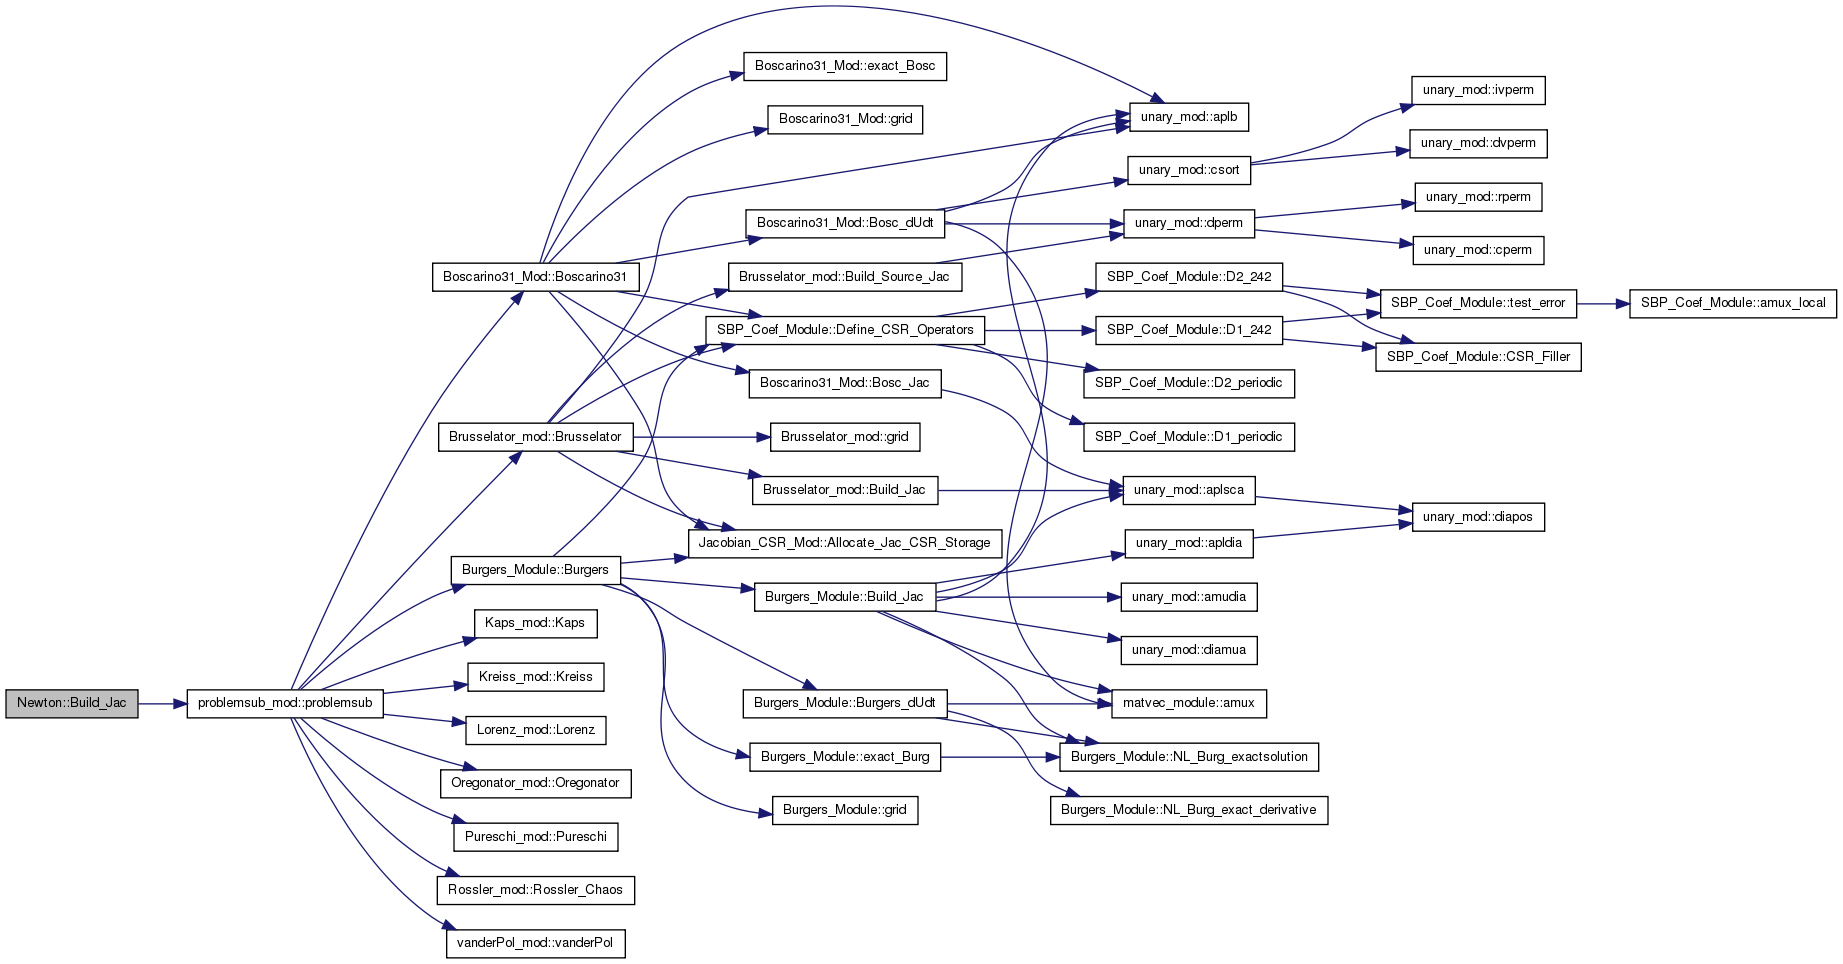 Newton::Build_Jac
problemsub_mod::problemsub
Boscarino31_Mod::Boscarino31
Brusselator_mod::Brusselator
Burgers_Module::Burgers
Kaps_mod::Kaps
Kreiss_mod::Kreiss
Lorenz_mod::Lorenz
Oregonator_mod::Oregonator
Pureschi_mod::Pureschi
Rossler_mod::Rossler_Chaos
vanderPol_mod::vanderPol
Boscarino31_Mod::exact_Bosc
Boscarino31_Mod::grid
Boscarino31_Mod::Bosc_dUdt
Brusselator_mod::Build_Source_Jac
SBP_Coef_Module::Define_CSR_Operators
Boscarino31_Mod::Bosc_Jac
Brusselator_mod::grid
Brusselator_mod::Build_Jac
Jacobian_CSR_Mod::Allocate_Jac_CSR_Storage
Burgers_Module::Build_Jac
Burgers_Module::Burgers_dUdt
Burgers_Module::exact_Burg
Burgers_Module::grid
unary_mod::aplb
unary_mod::csort
unary_mod::dperm
SBP_Coef_Module::D2_242
SBP_Coef_Module::D1_242
SBP_Coef_Module::D2_periodic
SBP_Coef_Module::D1_periodic
unary_mod::aplsca
unary_mod::apldia
unary_mod::amudia
unary_mod::diamua
matvec_module::amux
Burgers_Module::NL_Burg_exactsolution
Burgers_Module::NL_Burg_exact_derivative
unary_mod::ivperm
unary_mod::dvperm
unary_mod::rperm
unary_mod::cperm
SBP_Coef_Module::test_error
SBP_Coef_Module::CSR_Filler
unary_mod::diapos
SBP_Coef_Module::amux_local